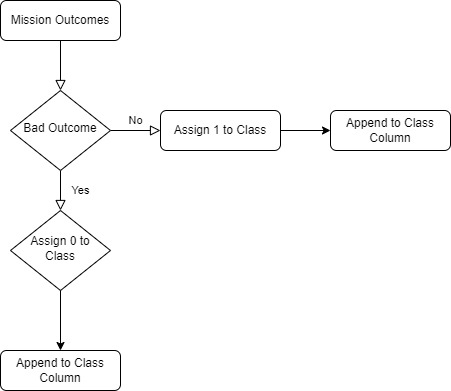 Mission Outcomes
Bad Outcome
No
Assign 1 to Class
Append to Class
Column
Yes
Assign 0 to
Class
Append to Class
Column